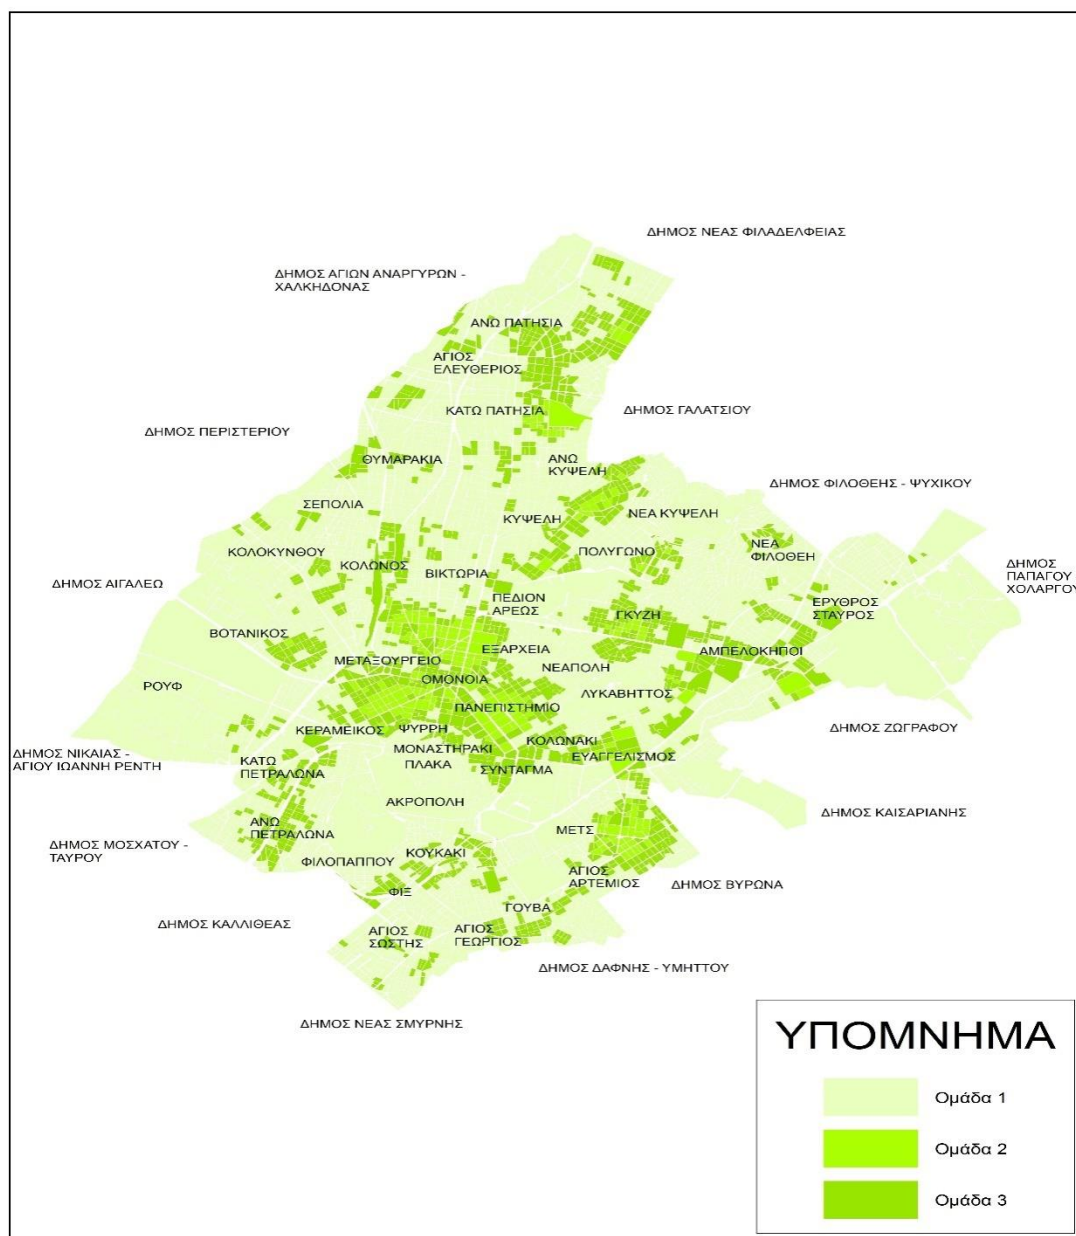 ΔΗΜΟΣ ΝΕΑΣ ΦΙΛΑΔΕΛΦΕΙΑΣ
ΔΗΜΟΣ ΑΓΙΩΝ ΑΝΑΡΓΥΡΩΝ -
ΧΑΛΚΗΔΟΝΑΣ
ΑΝΩ ΠΑΤΗΣΙΑ
ΑΓΙΟΣ
ΕΛΕΥΘΕΡΙΟΣ
ΚΑΤΩ ΠΑΤΗΣΙΑ
ΔΗΜΟΣ ΓΑΛΑΤΣΙΟΥ
ΔΗΜΟΣ ΠΕΡΙΣΤΕΡΙΟΥ
ΘΥΜΑΡΑΚΙΑ
ΑΝΩ
ΚΥΨΕΛΗ
ΔΗΜΟΣ ΦΙΛΟΘΕΗΣ - ΨΥΧΙΚΟΥ
ΣΕΠΟΛΙΑ
ΚΥΨΕΛΗ
ΝΕΑ ΚΥΨΕΛΗ
ΚΟΛΟΚΥΝΘΟΥ
ΠΟΛΥΓΩΝΟ
ΝΕΑ
ΦΙΛΟΘΕΗ
ΔΗΜΟΣ
ΠΑΠΑΓΟΥ
ΧΟΛΑΡΓΟΥ
ΔΗΜΟΣ ΑΙΓΑΛΕΩ
ΚΟΛΩΝΟΣ
ΒΙΚΤΩΡΙΑ
ΠΕΔΙΟΝ
ΑΡΕΩΣ
ΓΚΥΖΗ
ΕΡΥΘΡΟΣ
ΣΤΑΥΡΟΣ
ΒΟΤΑΝΙΚΟΣ
ΕΞΑΡΧΕΙΑ
ΑΜΠΕΛΟΚΗΠΟΙ
ΜΕΤΑΞΟΥΡΓΕΙΟ
ΝΕΑΠΟΛΗ
ΡΟΥΦ
ΟΜΟΝΟΙΑ
ΛΥΚΑΒΗΤΤΟΣ
ΠΑΝΕΠΙΣΤΗΜΙΟ
ΔΗΜΟΣ ΖΩΓΡΑΦΟΥ
ΚΕΡΑΜΕΙΚΟΣ
ΨΥΡΡΗ
ΚΟΛΩΝΑΚΙ
ΜΟΝΑΣΤΗΡΑΚΙ
ΕΥΑΓΓΕΛΙΣΜΟΣ
ΔΗΜΟΣ ΝΙΚΑΙΑΣ -
ΑΓΙΟΥ ΙΩΑΝΝΗ ΡΕΝΤΗ
ΚΑΤΩ
ΠΕΤΡΑΛΩΝΑ
ΠΛΑΚΑ
ΣΥΝΤΑΓΜΑ
ΑΚΡΟΠΟΛΗ
ΔΗΜΟΣ ΚΑΙΣΑΡΙΑΝΗΣ
ΑΝΩ
ΠΕΤΡΑΛΩΝΑ
ΜΕΤΣ
ΔΗΜΟΣ ΜΟΣΧΑΤΟΥ -
ΤΑΥΡΟΥ
ΦΙΛΟΠΑΠΠΟΥ
ΚΟΥΚΑΚΙ
ΑΓΙΟΣ
ΑΡΤΕΜΙΟΣ
ΔΗΜΟΣ ΒΥΡΩΝΑ
ΦΙΞ
ΓΟΥΒΑ
ΔΗΜΟΣ ΚΑΛΛΙΘΕΑΣ
ΑΓΙΟΣ
ΣΩΣΤΗΣ
ΑΓΙΟΣ
ΓΕΩΡΓΙΟΣ
ΔΗΜΟΣ ΔΑΦΝΗΣ - ΥΜΗΤΤΟΥ
ΔΗΜΟΣ ΝΕΑΣ ΣΜΥΡΝΗΣ
ΥΠΟΜΝΗΜΑ
Ομάδα 1
Ομάδα 2
Ομάδα 3